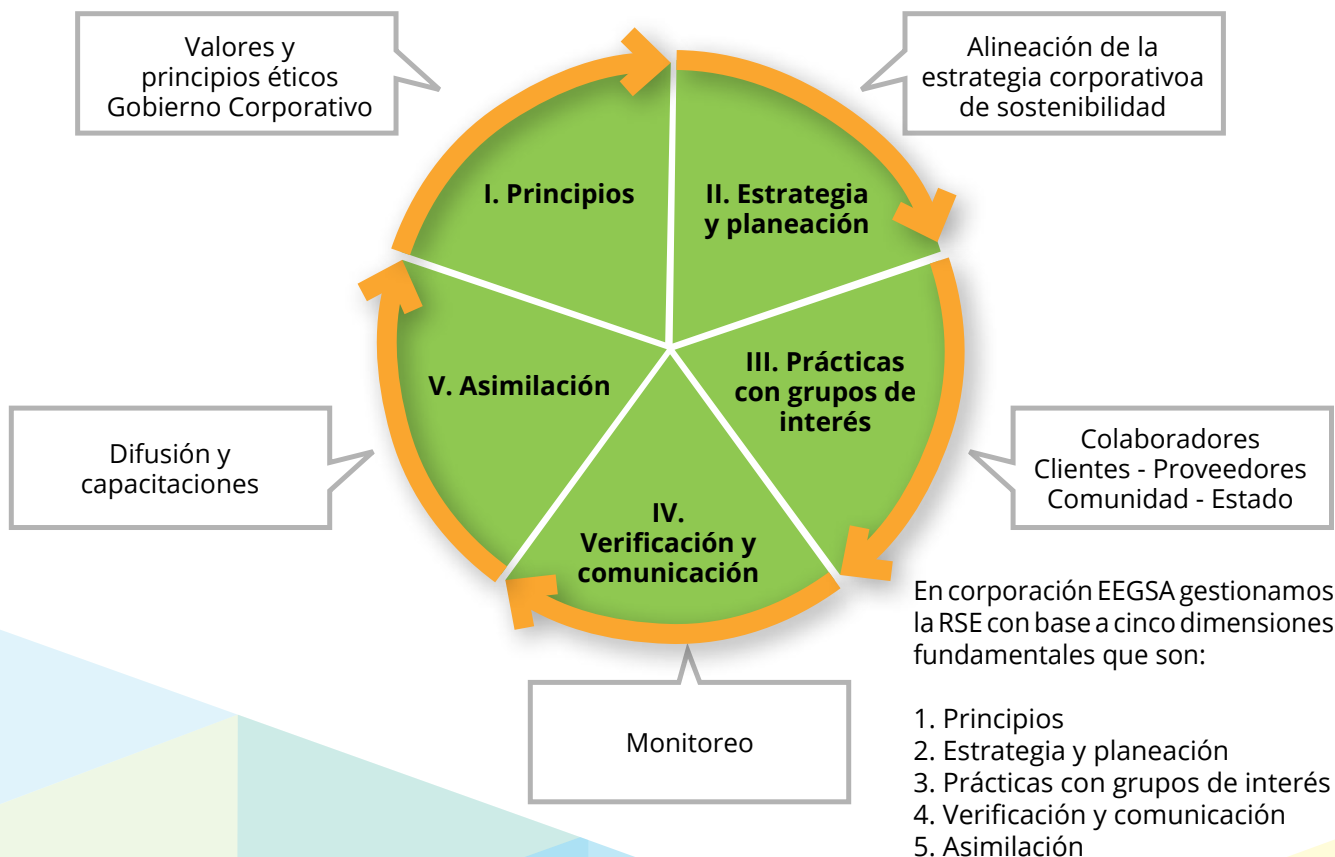 Valores y
principios éticos
Gobierno Corporativo
Alineación de la
estrategia corporativoa
de sostenibilidad
I. Principios
II. Estrategia
y planeación
III. Prácticas
con grupos de
interés
IV.
Verificación y
comunicación
V. Asimilación
Difusión y
capacitaciones
Colaboradores
Clientes - Proveedores
Comunidad - Estado
Monitoreo
En corporación EEGSA gestionamos
la RSE con base a cinco dimensiones
fundamentales que son:
1. Principios
2. Estrategia y planeación
3. Prácticas con grupos de interés
4. Verificación y comunicación
5. Asimilación